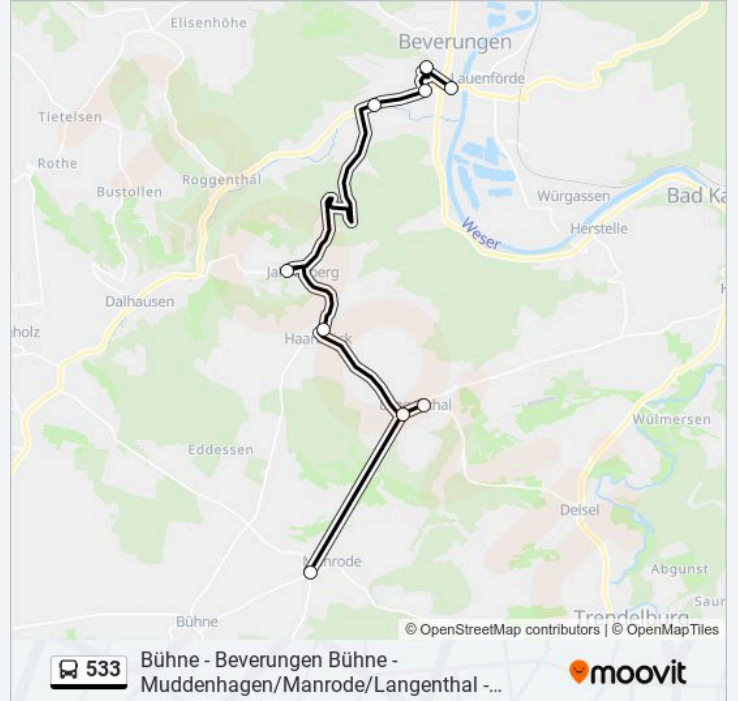 Elisenhöhe
Beverungen
Lauenförde
Tietelsen
Rothe
Roggenthal
Bustollen
Würgassen
Bad Ka
Herstelle
Weser
Dalhausen
holz
Wülmersen
Eddessen
Deisel
Abgunst
Saur
Trendelburg
Bühne
© OpenStreetMap contributors | © OpenMapTiles
533
Bühne - Beverungen Bühne -
Muddenhagen/Manrode/Langenthal -...
moovit